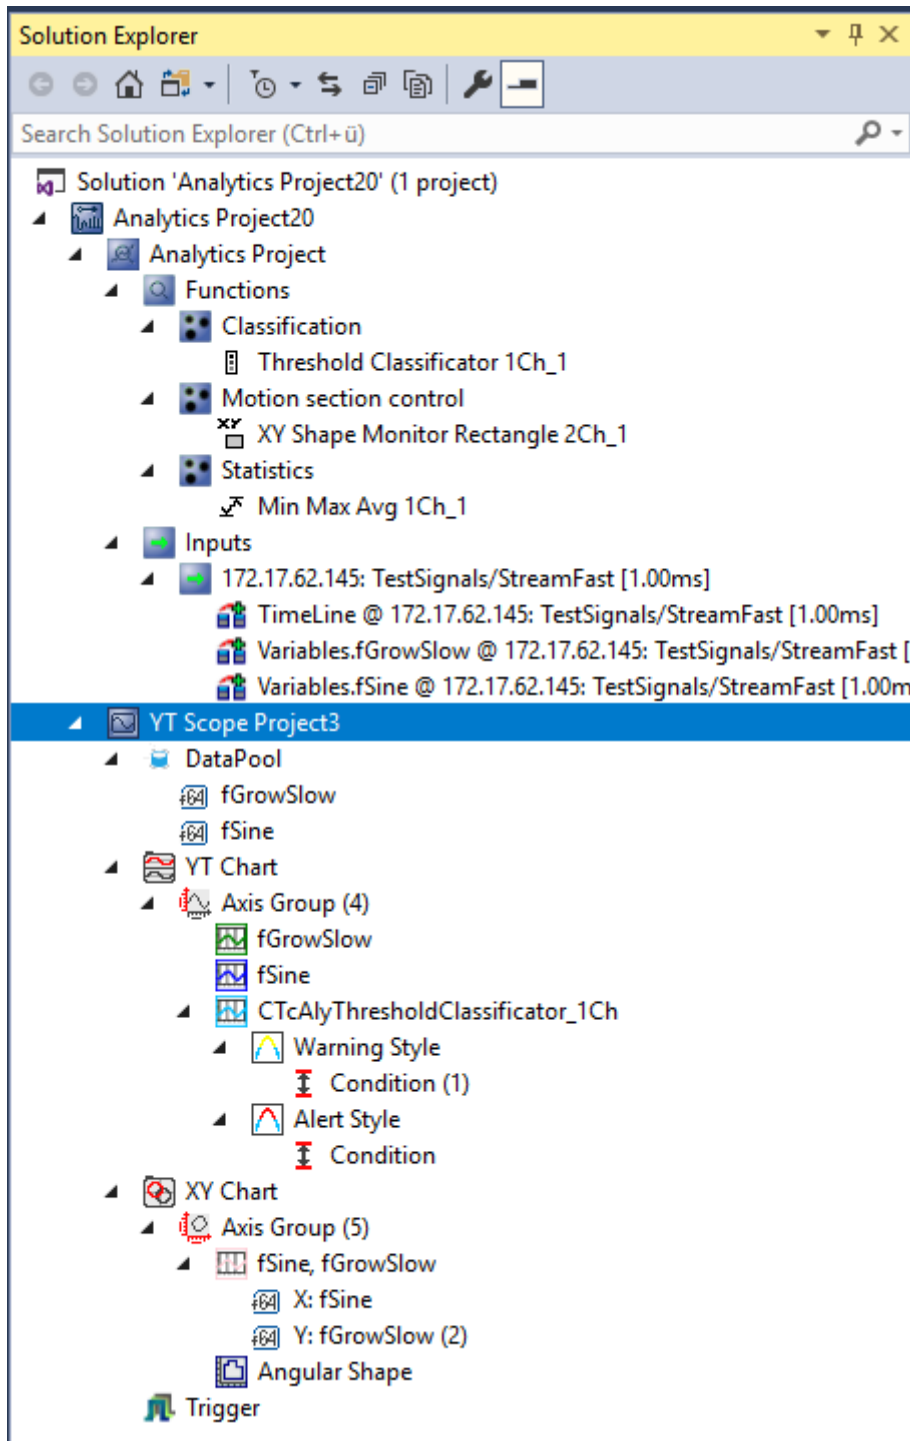 Solution Explorer
Search Solution Explorer (Ctrl+ü)
Solution 'Analytics Project20' (1 project)
Analytics Project20
Analytics Project
Functions
Classification
Threshold Classificator 1Ch_1
Motion section control
XY Shape Monitor Rectangle 2Ch_1
Statistics
Min Max Avg 1Ch_1
Inputs
172.17.62.145: TestSignals/StreamFast [1.00ms]
TimeLine @ 172.17.62.145: TestSignals/StreamFast [1.00ms]
Variables.fGrowSlow @ 172.17.62.145: TestSignals/StreamFast [
Variables.fSine @ 172.17.62.145: TestSignals/StreamFast [1.00m
YT Scope Project3
DataPool
f64 fGrowSlow
f64 fSine
YT Chart
Axis Group (4)
fGrowSlow
fSine
CTcAlyThresholdClassificator_1Ch
Warning Style
Condition (1)
Alert Style
Condition
XY Chart
Axis Group (5)
fSine, fGrowSlow
f64 X: fSine
f64 Y: fGrowSlow (2)
Angular Shape
Trigger